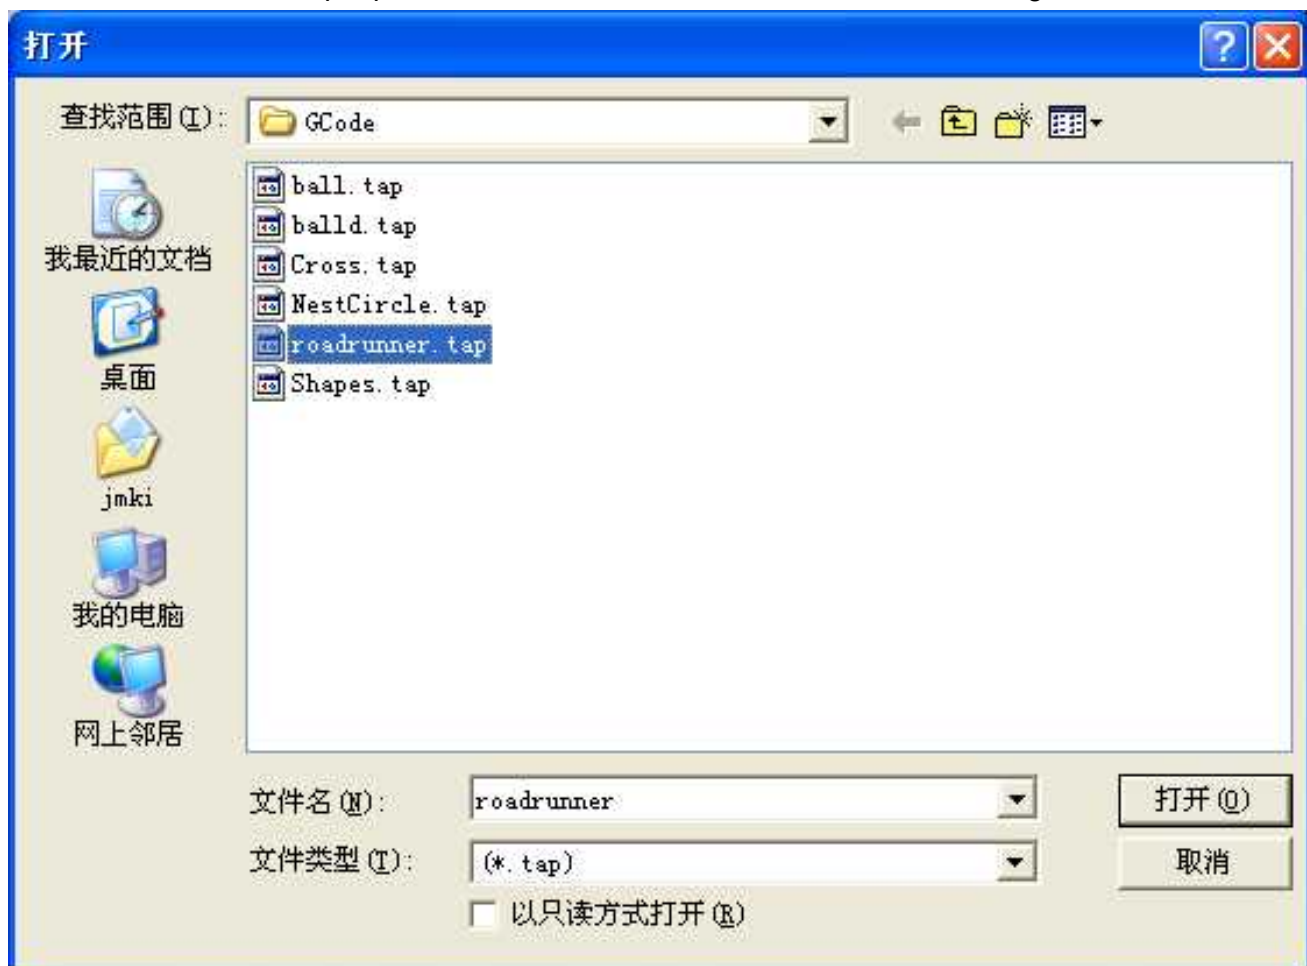 打开
查找范围(I):
GCode
ball.tap
balld.tap
Cross.tap
NestCircle.tap
roadrunner.tap
Shapes.tap
我最近的文档
桌面
jmki
我的电脑
网上邻居
文件名(N):
roadrunner
打开(O)
文件类型(T):
(*.tap)
取消
以只读方式打开(R)